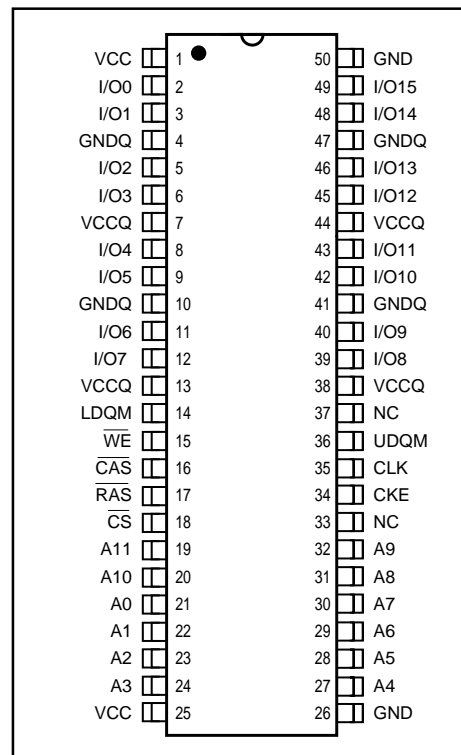 VCC 1 50 GND
I/O0 2 49 I/O15
I/O1 3 48 I/O14
GNDQ 4 47 GNDQ
I/O2 5 46 I/O13
I/O3 6 45 I/O12
VCCQ 7 44 VCCQ
I/O4 8 43 I/O11
I/O5 9 42 I/O10
GNDQ 10 41 GNDQ
I/O6 11 40 I/O9
I/O7 12 39 I/O8
VCCQ 13 38 VCCQ
LDQM 14 37 NC
W̅E̅ 15 36 UDQM
C̅A̅S̅ 16 35 CLK
R̅A̅S̅ 17 34 CKE
C̅S̅ 18 33 NC
A11 19 32 A9
A10 20 31 A8
A0 21 30 A7
A1 22 29 A6
A2 23 28 A5
A3 24 27 A4
VCC 25 26 GND